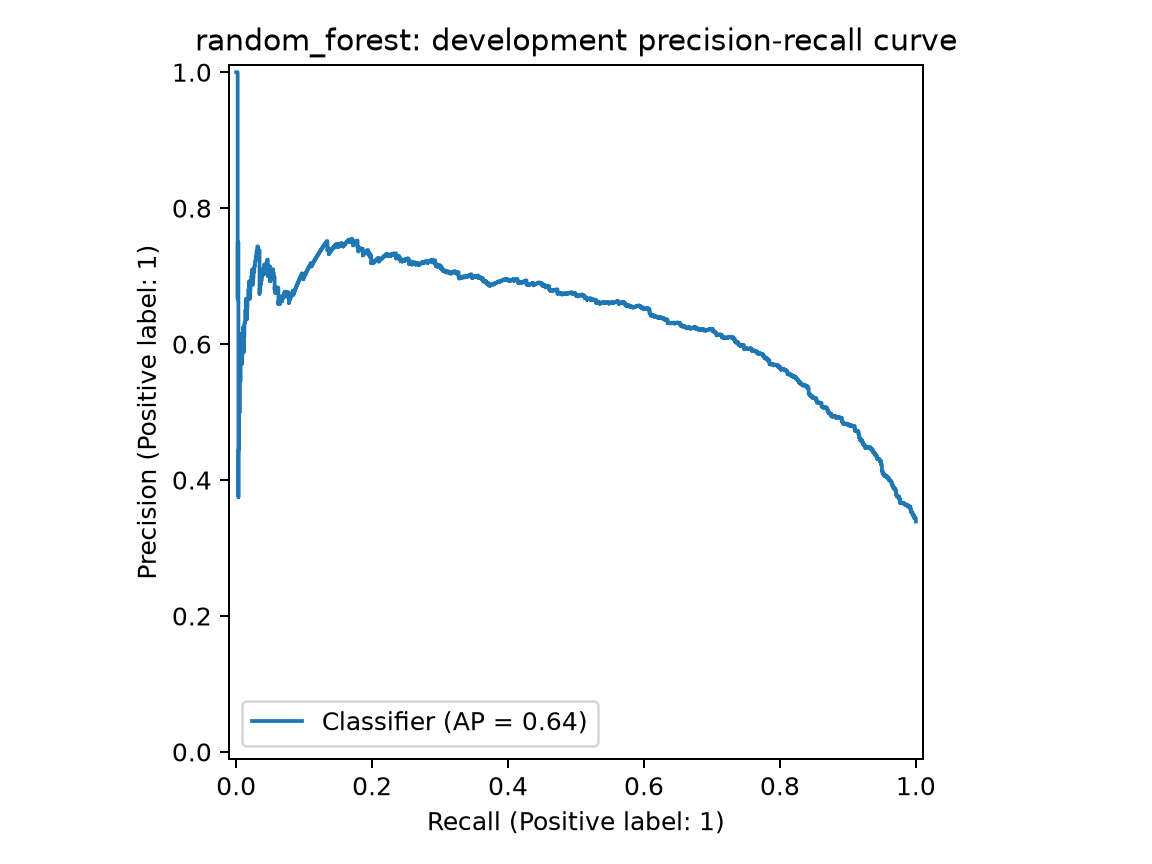 random_forest: development precision-recall curve
1.0
0.8
0.6
0.4
0.2
0.0
Precision (Positive label: 1)
Classifier (AP = 0.64)
0.0 0.2 0.4 0.6 0.8 1.0
Recall (Positive label: 1)